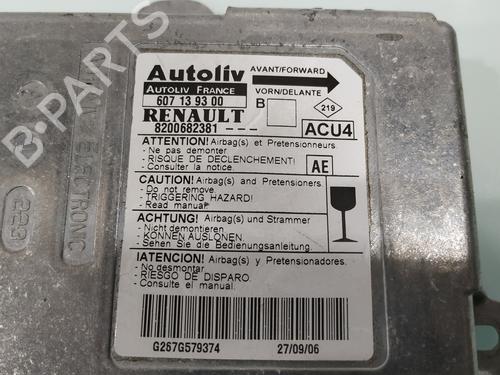 Autoliv
AVANT/FORWARD
AUTOLIV FRANCE
VORN/DELANTE
607 13 93 00
B
219
RENAULT
8200682381 - - -
ACU4
ATTENTION! Airbag(s) et Pretensionneurs
- Ne pas demonter
- RISQUE DE DECLENCHEMENT!
- Consulter la notice.
AE
CAUTION! Airbag(s) and Pretensioners
- Do not remove
- TRIGGERING HAZARD!
- Read manual
ACHTUNG! Airbag(s) und Strammer
- Nicht demontieren
- KONNEN AUSLONEN.
- Sehen Sie die Bedienungsanleitung.
IATENCION! Airbag(s) y Pretensionadores.
- No desmontar
- RIESGO DE DISPARO.
- Consulte el manual.
G267G579374
27/09/06
223
B-PARTS